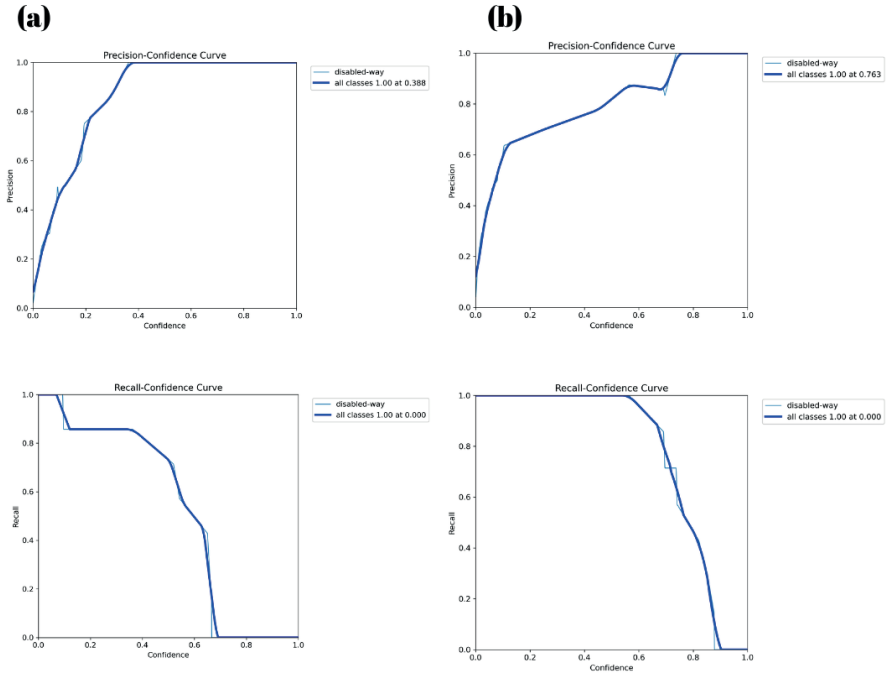 (a)
(b)
Precision-Confidence Curve
1.0
0.8
0.6
0.4
0.2
0.0
Precision
0.0 0.2 0.4 0.6 0.8 1.0
Confidence
disabled-way
all classes 1.00 at 0.388
Precision-Confidence Curve
1.0
0.8
0.6
0.4
0.2
0.0
Precision
0.0 0.2 0.4 0.6 0.8 1.0
Confidence
disabled-way
all classes 1.00 at 0.763
Recall-Confidence Curve
1.0
0.8
0.6
0.4
0.2
0.0
Recall
0.0 0.2 0.4 0.6 0.8 1.0
Confidence
disabled-way
all classes 1.00 at 0.000
Recall-Confidence Curve
1.0
0.8
0.6
0.4
0.2
0.0
Recall
0.0 0.2 0.4 0.6 0.8 1.0
Confidence
disabled-way
all classes 1.00 at 0.000